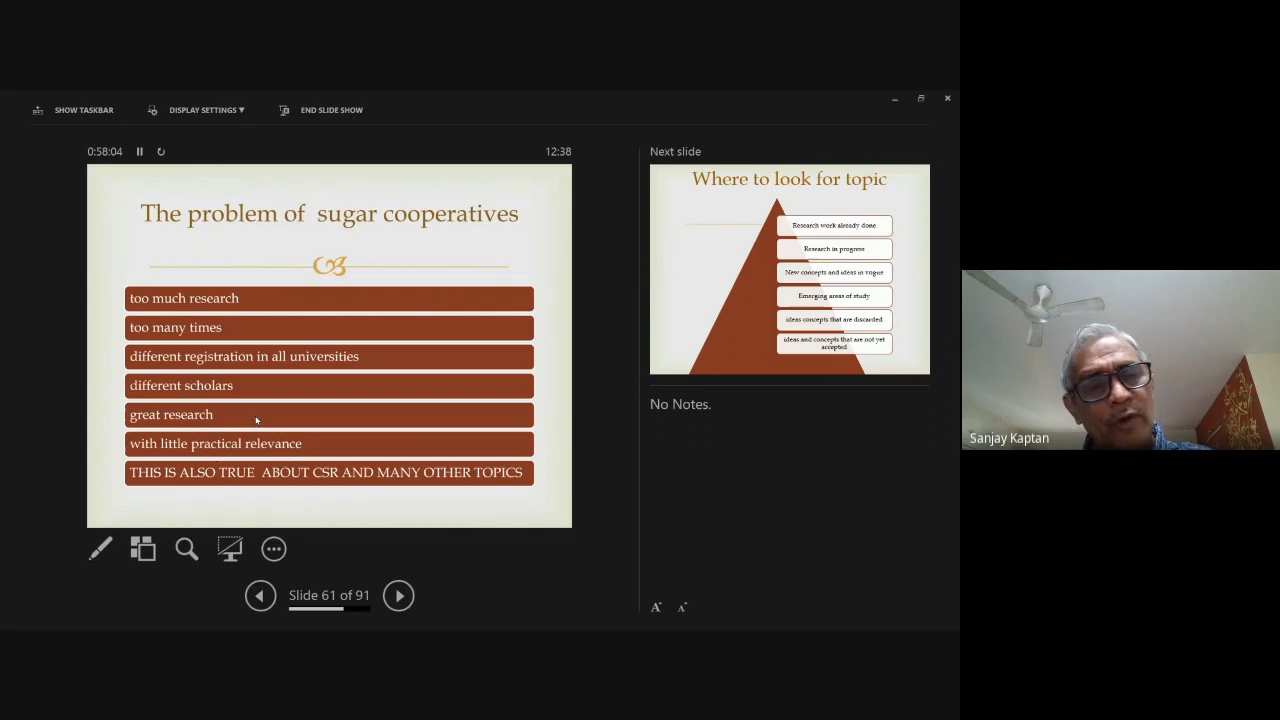 SHOW TASKBAR
DISPLAY SETTINGS ▼
END SLIDE SHOW
0:58:04
12:38
The problem of sugar cooperatives
too much research
too many times
different registration in all universities
different scholars
great research
with little practical relevance
THIS IS ALSO TRUE ABOUT CSR AND MANY OTHER TOPICS
Slide 61 of 91
Next slide
Where to look for topic
Research work already done
Research in progress
New concepts and ideas in vogue
Emerging areas of study
ideas concepts that are discarded
ideas and concepts that are not yet
accepted
No Notes.
A A
Sanjay Kaptan